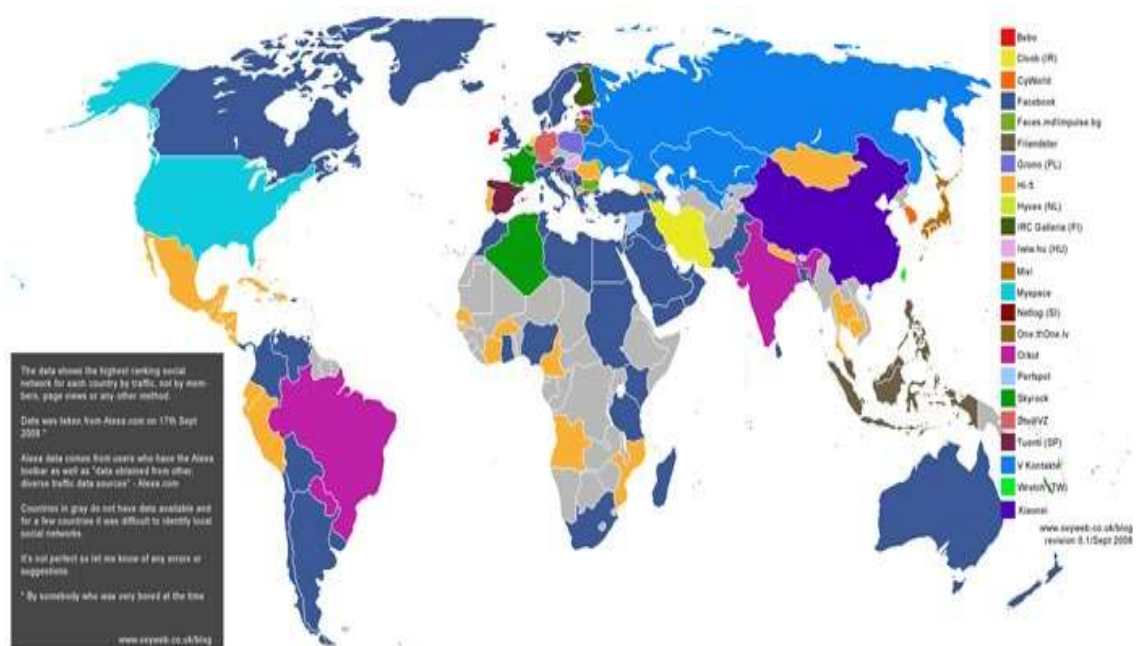 Bebo
Cloob (IR)
CyWorld
Facebook
Faces.md\impulse.bg
Friendster
Grono (PL)
Hi-5
Hyves (NL)
IRC Galleria (FI)
Iwiw.hu (HU)
Mixi
Myspace
Netlog (SI)
One.lt\One.lv
Orkut
Perfspot
Skyrock
StudiVZ
Tuenti (SP)
V Kontakte
Wretch (TW)
Xiaonei
www.oxyweb.co.uk/blog
revision 0.1/Sept 2008
The data shows the highest ranking social
network for each country by traffic, not by mem-
bers, page views or any other method.
Data was taken from Alexa.com on 17th Sept
2008 *
Alexa data comes from users who have the Alexa
toolbar as well as "data obtained from other,
diverse traffic data sources" - Alexa.com
Countries in gray do not have data available and
for a few countries it was difficult to identify local
social networks
It's not perfect so let me know of any errors or
suggestions
* By somebody who was very bored at the time
www.oxyweb.co.uk/blog